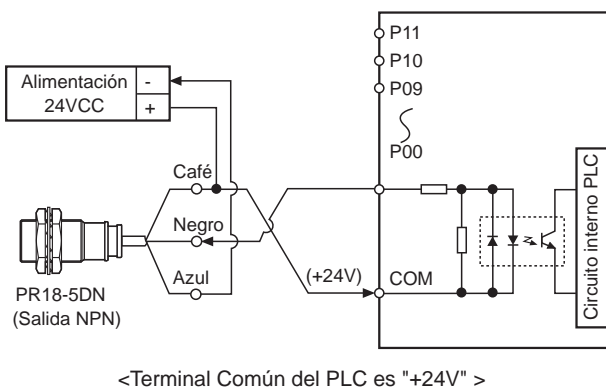 P11
P10
P09
P00
Alimentación
24VCC
-
+
Café
Negro
Azul
(+24V)
COM
Circuito interno PLC
PR18-5DN
(Salida NPN)
<Terminal Común del PLC es "+24V" >